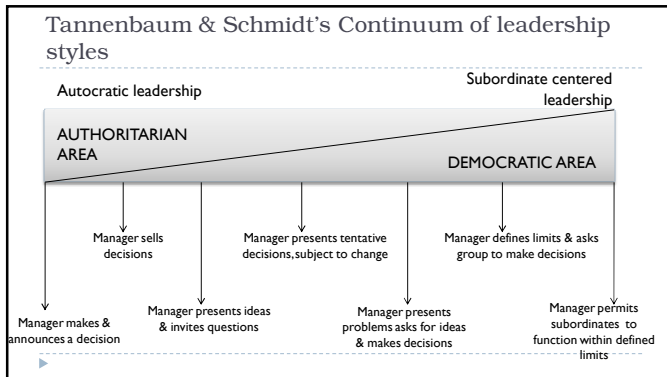 Tannenbaum & Schmidt's Continuum of leadership
styles
Autocratic leadership
Subordinate centered
leadership
AUTHORITARIAN
AREA
DEMOCRATIC AREA
Manager sells
decisions
Manager presents tentative
decisions,subject to change
Manager defines limits & asks
group to make decisions
Manager makes &
announces a decision
Manager presents ideas
& invites questions
Manager presents
problems asks for ideas
& makes decisions
Manager permits
subordinates to
function within defined
limits